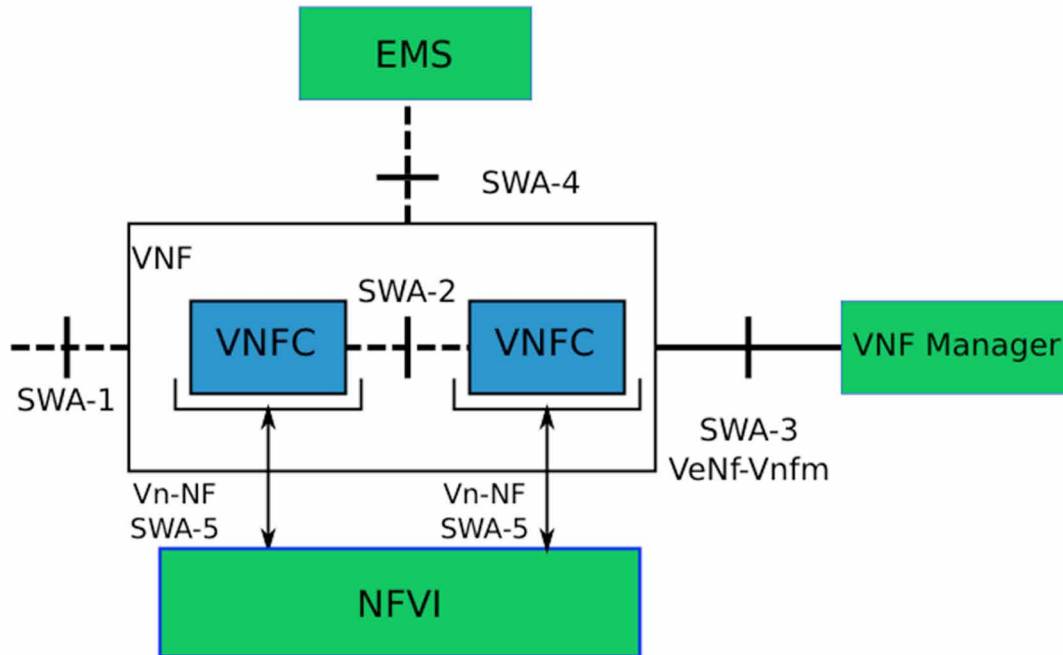 EMS
SWA-4
VNF
SWA-2
VNFC
VNFC
VNF Manager
SWA-1
SWA-3
VeNf-Vnfm
Vn-NF
SWA-5
Vn-NF
SWA-5
NFVI